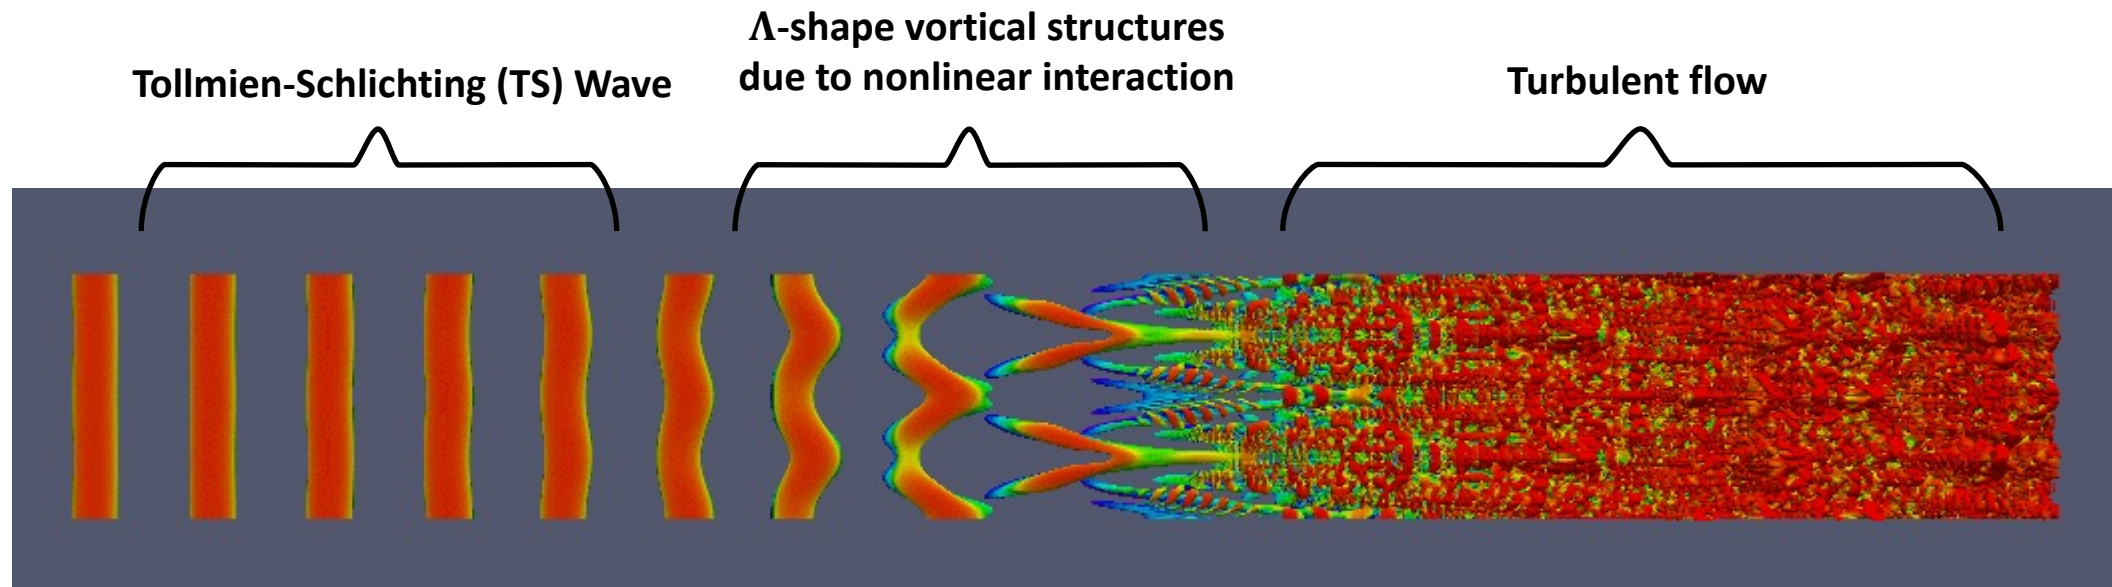 Tollmien-Schlichting (TS) Wave
Λ-shape vortical structures
due to nonlinear interaction
Turbulent flow